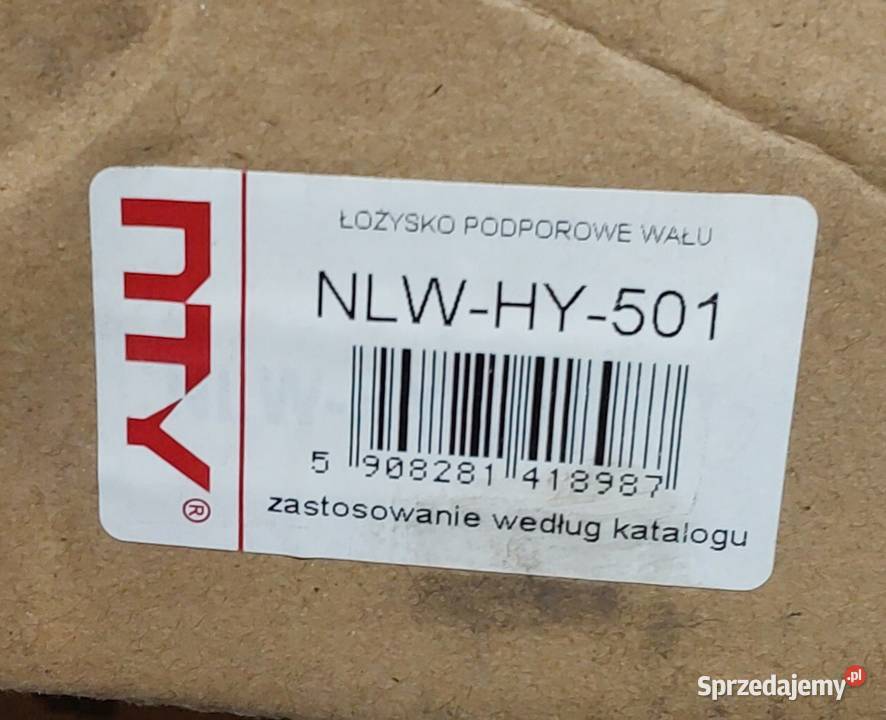 NTY®
ŁOŻYSKO PODPOROWE WAŁU
NLW-HY-501
5 908281 418987
zastosowanie według katalogu
Sprzedajemy.pl